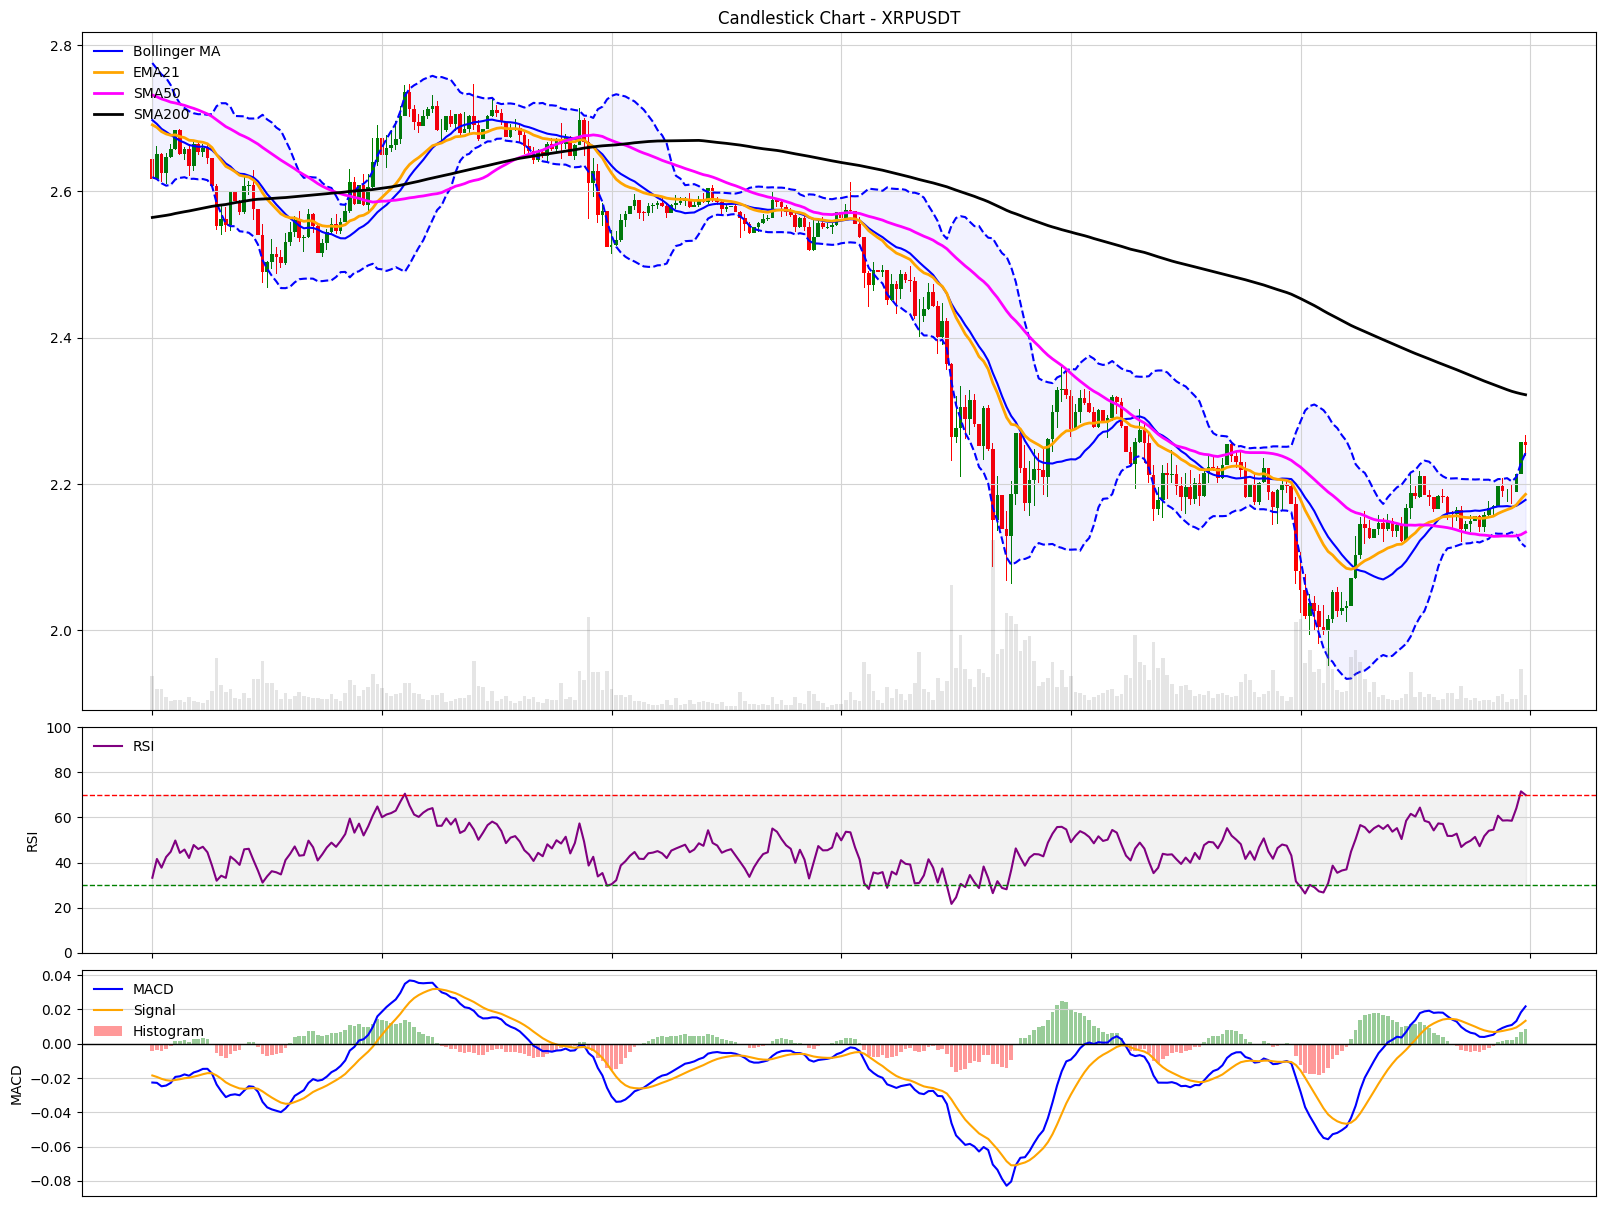 Candlestick Chart - XRPUSDT
Bollinger MA
EMA21
SMA50
SMA200
2.8
2.6
2.4
2.2
2.0
RSI
RSI
100
80
60
40
20
0
MACD
Signal
Histogram
MACD
0.04
0.02
0.00
−0.02
−0.04
−0.06
−0.08